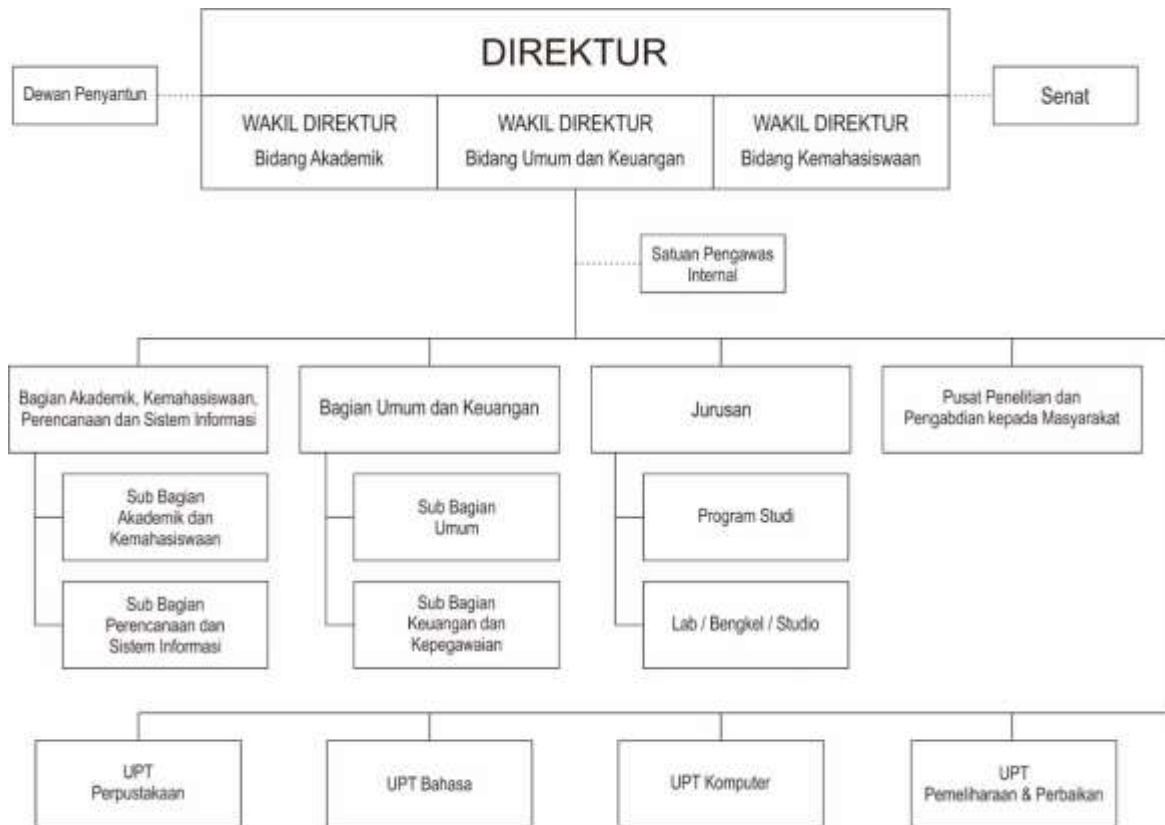 DIREKTUR
Dewan Penyantun
Senat
WAKIL DIREKTUR
Bidang Akademik
WAKIL DIREKTUR
Bidang Umum dan Keuangan
WAKIL DIREKTUR
Bidang Kemahasiswaan
Satuan Pengawas
Internal
Bagian Akademik, Kemahasiswaan,
Perencanaan dan Sistem Informasi
Bagian Umum dan Keuangan
Jurusan
Pusat Penelitian dan
Pengabdian kepada Masyarakat
Sub Bagian
Akademik dan
Kemahasiswaan
Sub Bagian
Umum
Program Studi
Sub Bagian
Perencanaan dan
Sistem Informasi
Sub Bagian
Keuangan dan
Kepegawaian
Lab / Bengkel / Studio
UPT
Perpustakaan
UPT Bahasa
UPT Komputer
UPT
Pemeliharaan & Perbaikan